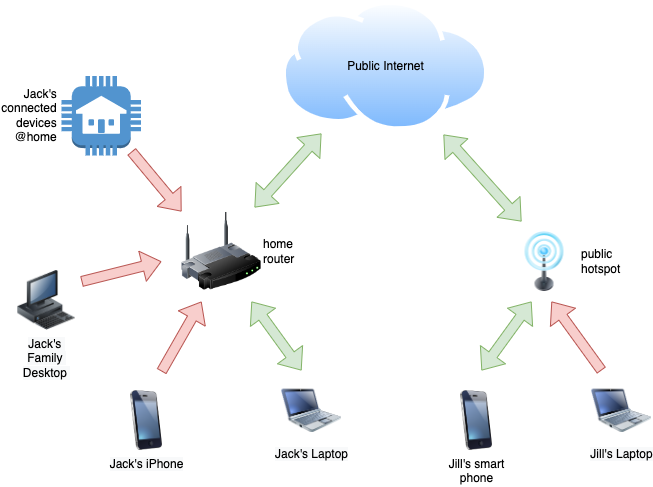 Public Internet
Jack's
connected
devices
@home
home
router
public
hotspot
Jack's
Family
Desktop
Jack's iPhone
Jack's Laptop
Jill's smart
phone
Jill's Laptop